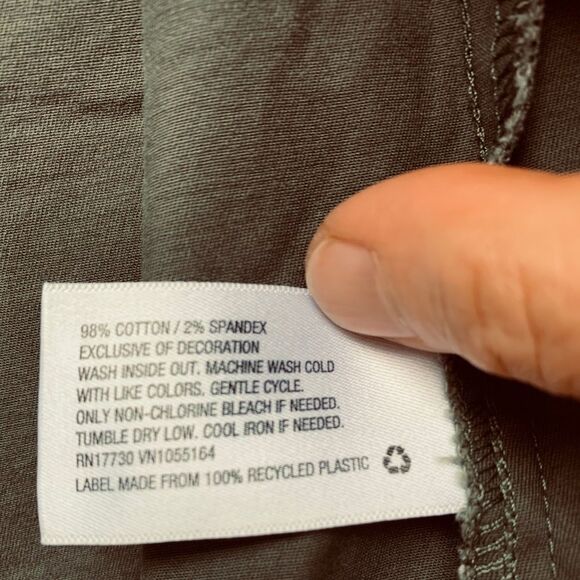 98% COTTON / 2% SPANDEX
EXCLUSIVE OF DECORATION
WASH INSIDE OUT. MACHINE WASH COLD
WITH LIKE COLORS, GENTLE CYCLE.
ONLY NON-CHLORINE BLEACH IF NEEDED.
TUMBLE DRY LOW. COOL IRON IF NEEDED.
RN17730 VN1055164
LABEL MADE FROM 100% RECYCLED PLASTIC